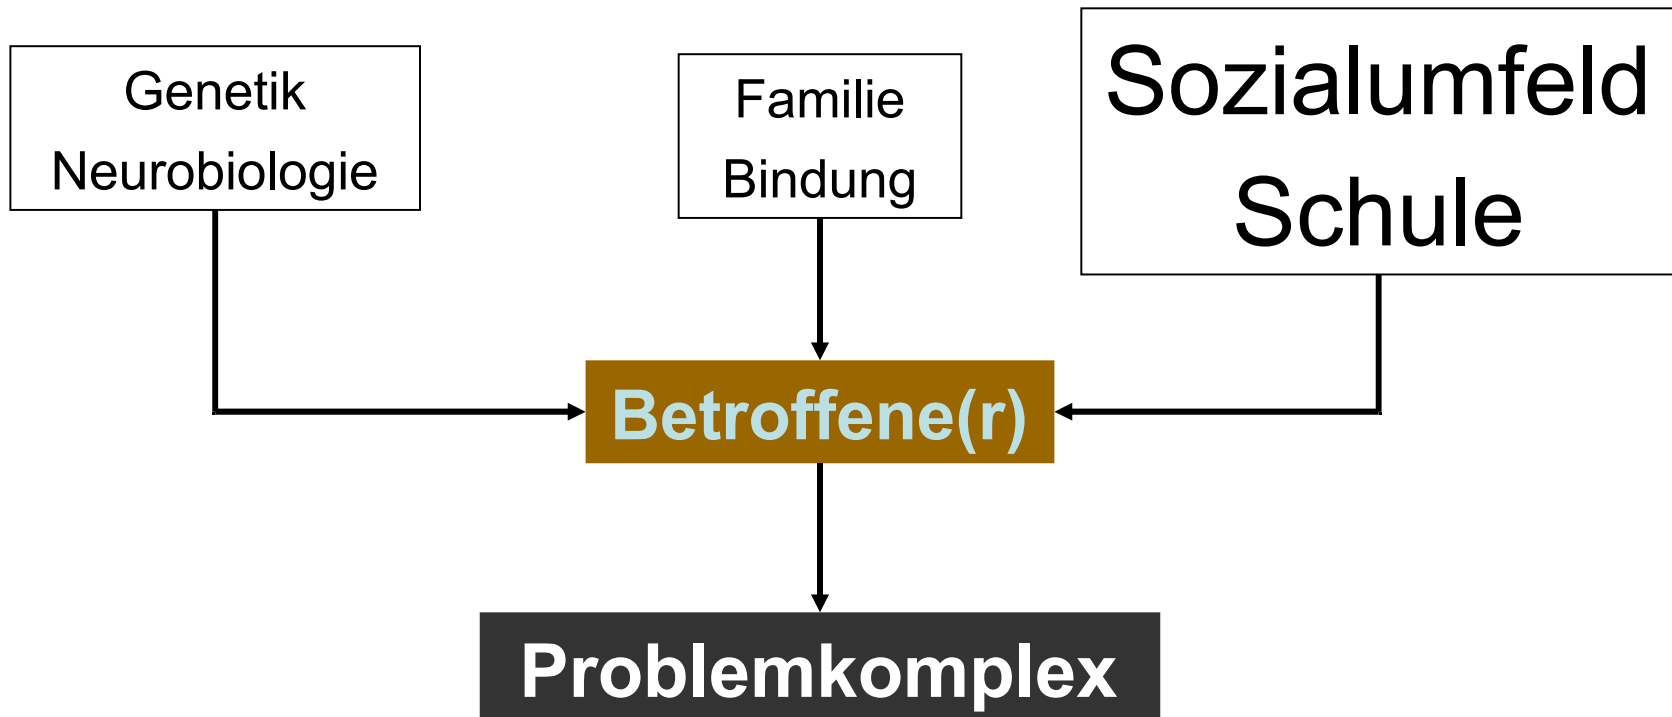 Genetik
Neurobiologie
Familie
Bindung
Sozialumfeld
Schule
Betroffene(r)
Problemkomplex